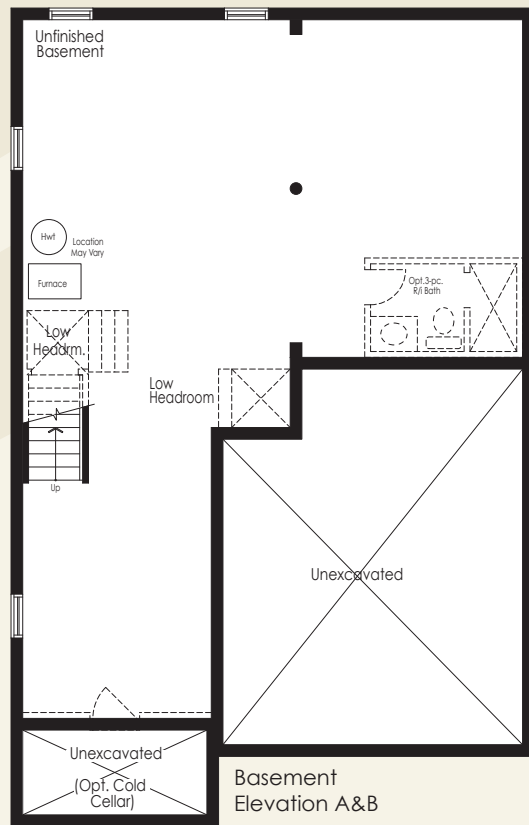 Unfinished
Basement
Hwt
Location
May Vary
Furnace
Opt.3-pc.
R/i Bath
Low
Headrm.
Low
Headroom
Up
Unexcavated
Unexcavated
(Opt. Cold
Cellar)
Basement
Elevation A&B